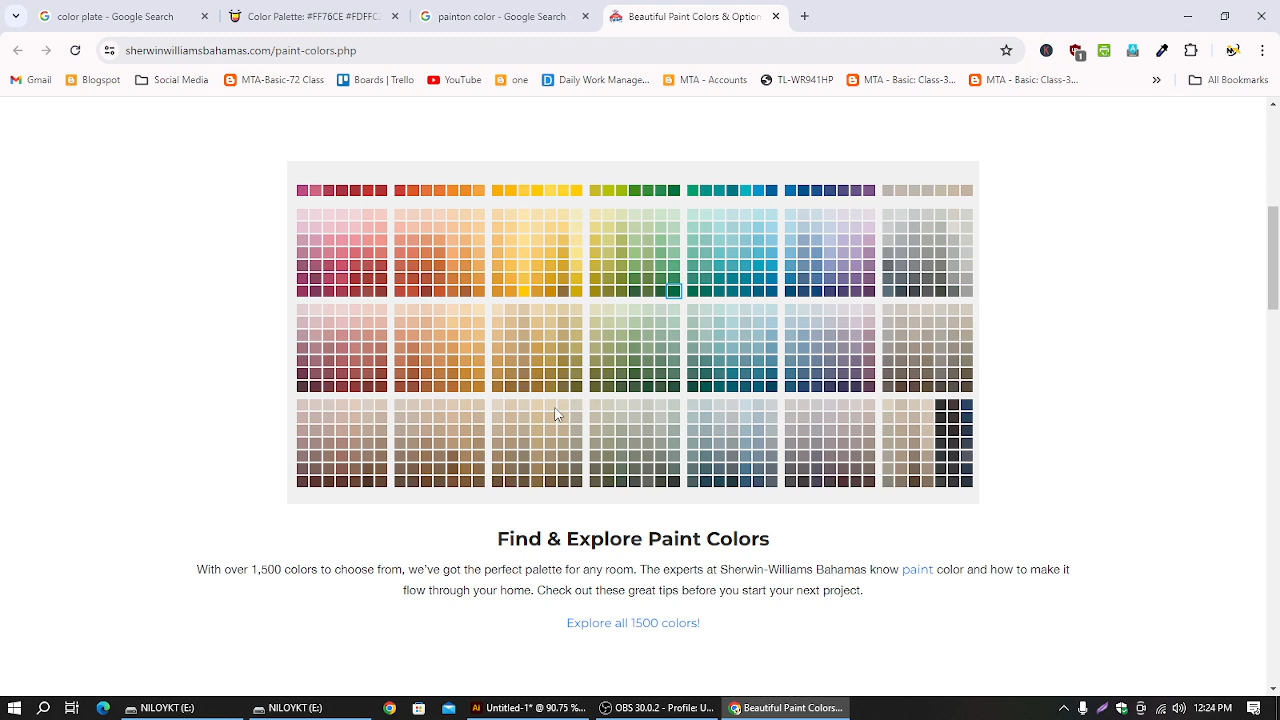 color plate - Google Search
Color Palette: #FF76CE #FDFFC
painton color - Google Search
Beautiful Paint Colors & Option
sherwinwilliamsbahamas.com/paint-colors.php
1
Gmail
Blogspot
Social Media
MTA-Basic-72 Class
Boards | Trello
YouTube
one
Daily Work Manage...
MTA - Accounts
TL-WR941HP
MTA - Basic: Class-3...
MTA - Basic: Class-3...
All Bookmarks
Find & Explore Paint Colors
With over 1,500 colors to choose from, we've got the perfect palette for any room. The experts at Sherwin-Williams Bahamas know paint color and how to make it
flow through your home. Check out these great tips before you start your next project.
Explore all 1500 colors!
NILOYKT (E:)
NILOYKT (E:)
Untitled-1* @ 90.73 %...
OBS 30.0.2 - Profile: U...
Beautiful Paint Colors...
12:24 PM